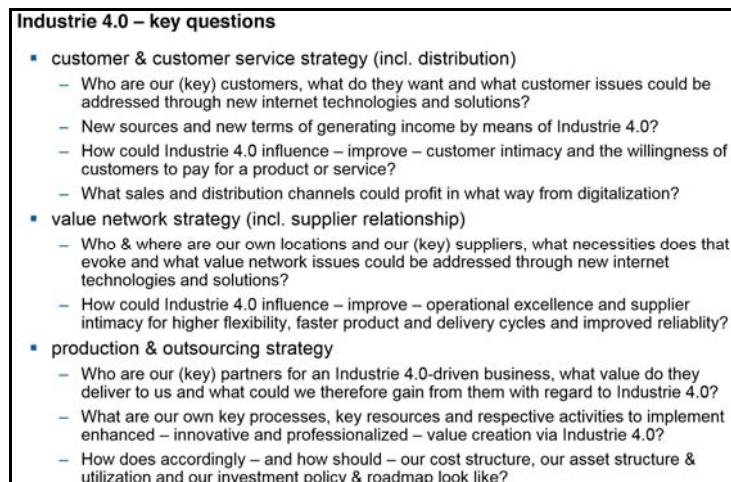 Industrie 4.0 – key questions
▪ customer & customer service strategy (incl. distribution)
– Who are our (key) customers, what do they want and what customer issues could be
addressed through new internet technologies and solutions?
– New sources and new terms of generating income by means of Industrie 4.0?
– How could Industrie 4.0 influence – improve – customer intimacy and the willingness of
customers to pay for a product or service?
– What sales and distribution channels could profit in what way from digitalization?
▪ value network strategy (incl. supplier relationship)
– Who & where are our own locations and our (key) suppliers, what necessities does that
evoke and what value network issues could be addressed through new internet
technologies and solutions?
– How could Industrie 4.0 influence – improve – operational excellence and supplier
intimacy for higher flexibility, faster product and delivery cycles and improved reliablity?
▪ production & outsourcing strategy
– Who are our (key) partners for an Industrie 4.0-driven business, what value do they
deliver to us and what could we therefore gain from them with regard to Industrie 4.0?
– What are our own key processes, key resources and respective activities to implement
enhanced – innovative and professionalized – value creation via Industrie 4.0?
– How does accordingly – and how should – our cost structure, our asset structure &
utilization and our investment policy & roadmap look like?